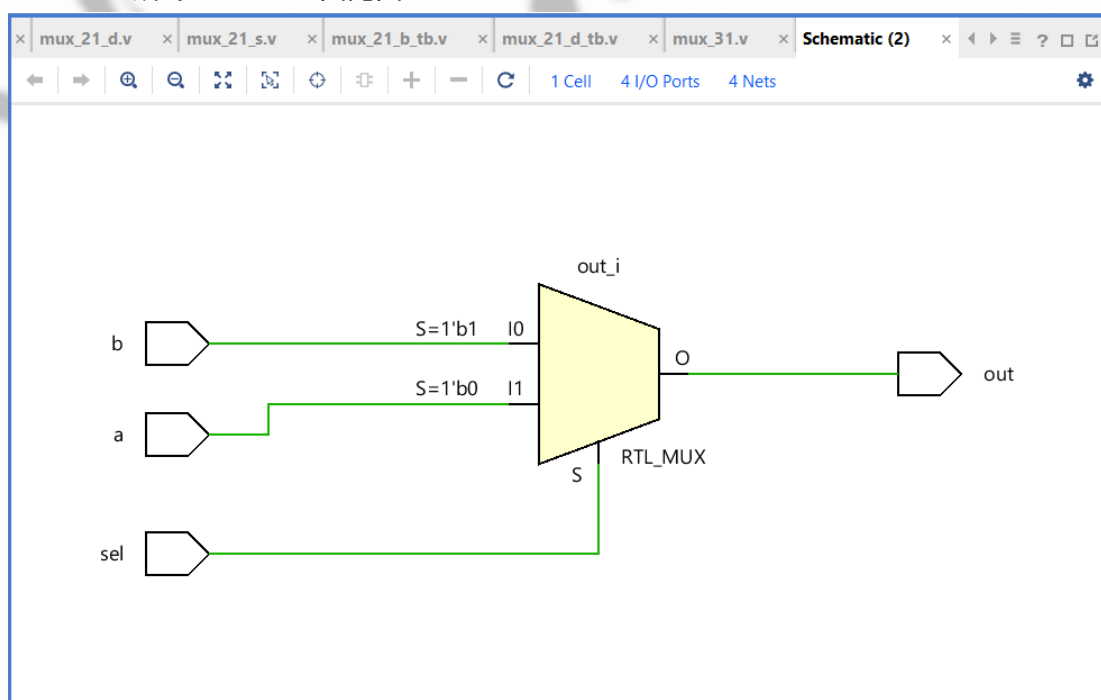 mux_21_d.v mux_21_s.v mux_21_b_tb.v mux_21_d_tb.v mux_31.v Schematic (2)
1 Cell 4 I/O Ports 4 Nets
out_i
b S=1'b1 I0
O
out
a S=1'b0 I1
RTL_MUX
S
sel